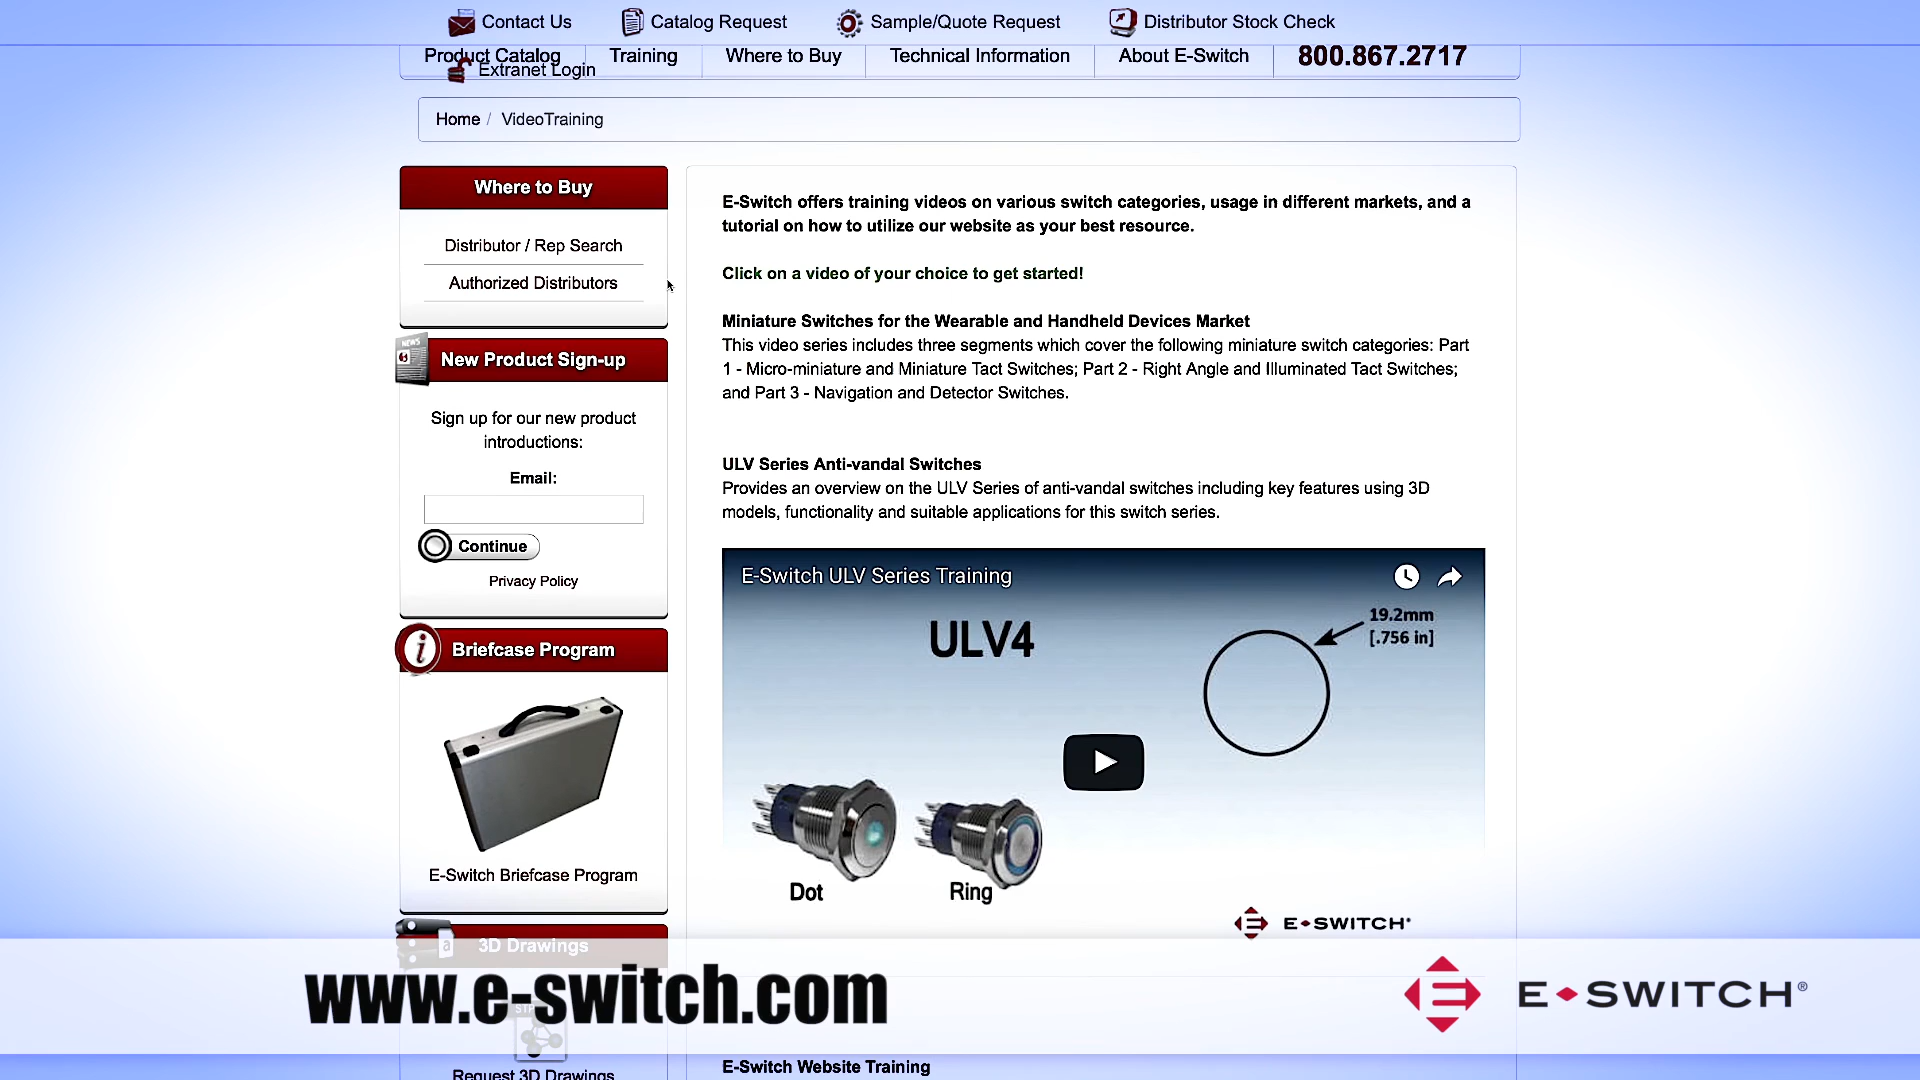 Contact Us
Catalog Request
Sample/Quote Request
Distributor Stock Check
Product Catalog
Training
Where to Buy
Technical Information
About E-Switch
800.867.2717
Extranet Login
Home / VideoTraining
Where to Buy
Distributor / Rep Search
Authorized Distributors
NEWS
New Product Sign-up
Sign up for our new product
introductions:
Email:
Continue
Privacy Policy
i
Briefcase Program
E-Switch Briefcase Program
3D Drawings
Request 3D Drawings
E-Switch offers training videos on various switch categories, usage in different markets, and a
tutorial on how to utilize our website as your best resource.
Click on a video of your choice to get started!
Miniature Switches for the Wearable and Handheld Devices Market
This video series includes three segments which cover the following miniature switch categories: Part
1 - Micro-miniature and Miniature Tact Switches; Part 2 - Right Angle and Illuminated Tact Switches;
and Part 3 - Navigation and Detector Switches.
ULV Series Anti-vandal Switches
Provides an overview on the ULV Series of anti-vandal switches including key features using 3D
models, functionality and suitable applications for this switch series.
E-Switch ULV Series Training
ULV4
19.2mm
[.756 in]
Dot
Ring
E•SWITCH®
www.e-switch.com
E•SWITCH®
E-Switch Website Training